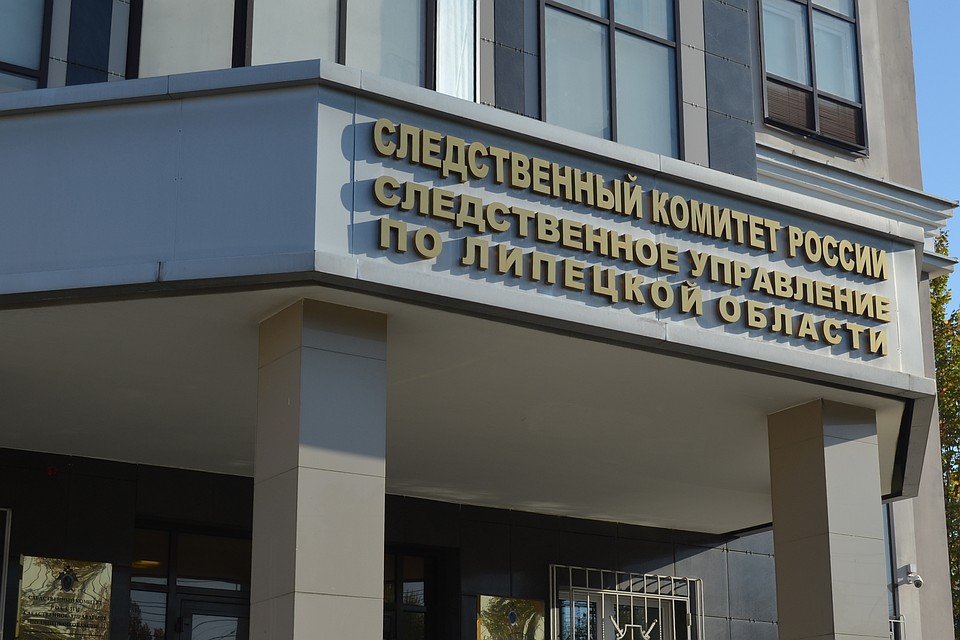 СЛЕДСТВЕННЫЙ КОМИТЕТ РОССИИ
СЛЕДСТВЕННОЕ УПРАВЛЕНИЕ
ПО ЛИПЕЦКОЙ ОБЛАСТИ